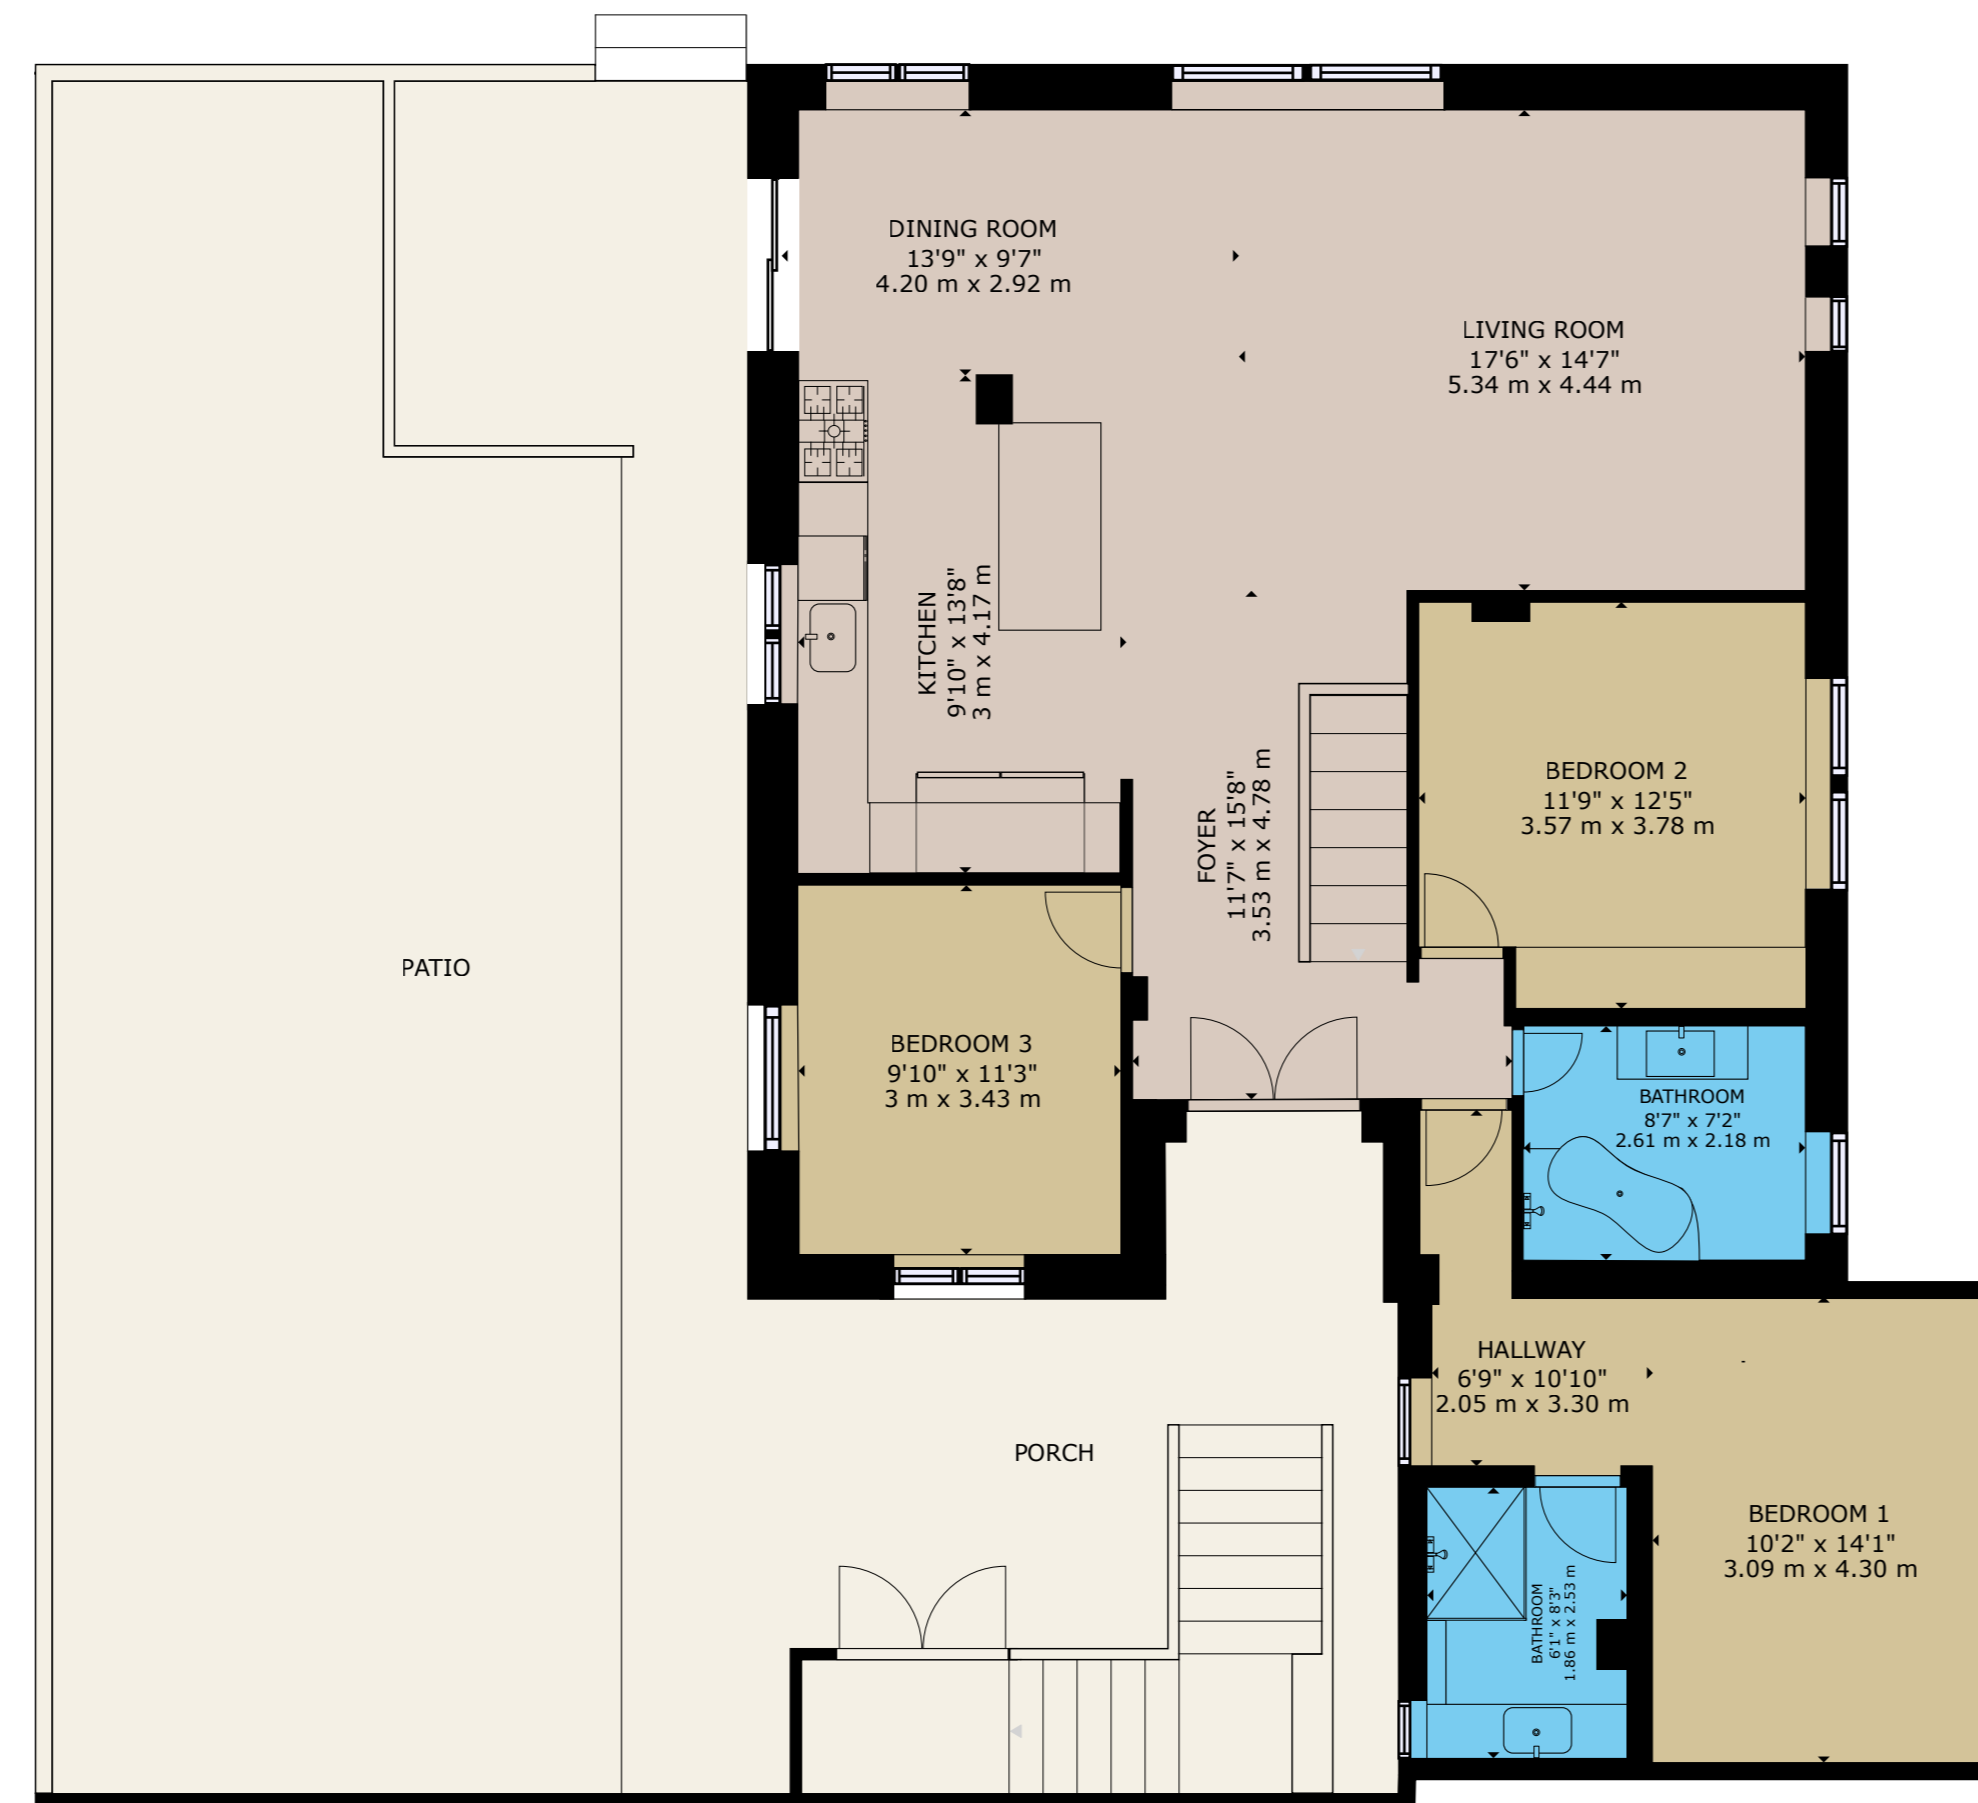 DINING ROOM
13'9" x 9'7"
4.20 m x 2.92 m
LIVING ROOM
17'6" x 14'7"
5.34 m x 4.44 m
KITCHEN
9'10" x 13'8"
3 m x 4.17 m
FOYER
11'7" x 15'8"
3.53 m x 4.78 m
BEDROOM 2
11'9" x 12'5"
3.57 m x 3.78 m
PATIO
BEDROOM 3
9'10" x 11'3"
3 m x 3.43 m
BATHROOM
8'7" x 7'2"
2.61 m x 2.18 m
HALLWAY
6'9" x 10'10"
2.05 m x 3.30 m
PORCH
BEDROOM 1
10'2" x 14'1"
3.09 m x 4.30 m
BATHROOM
6'1" x 8'3"
1.86 m x 2.53 m